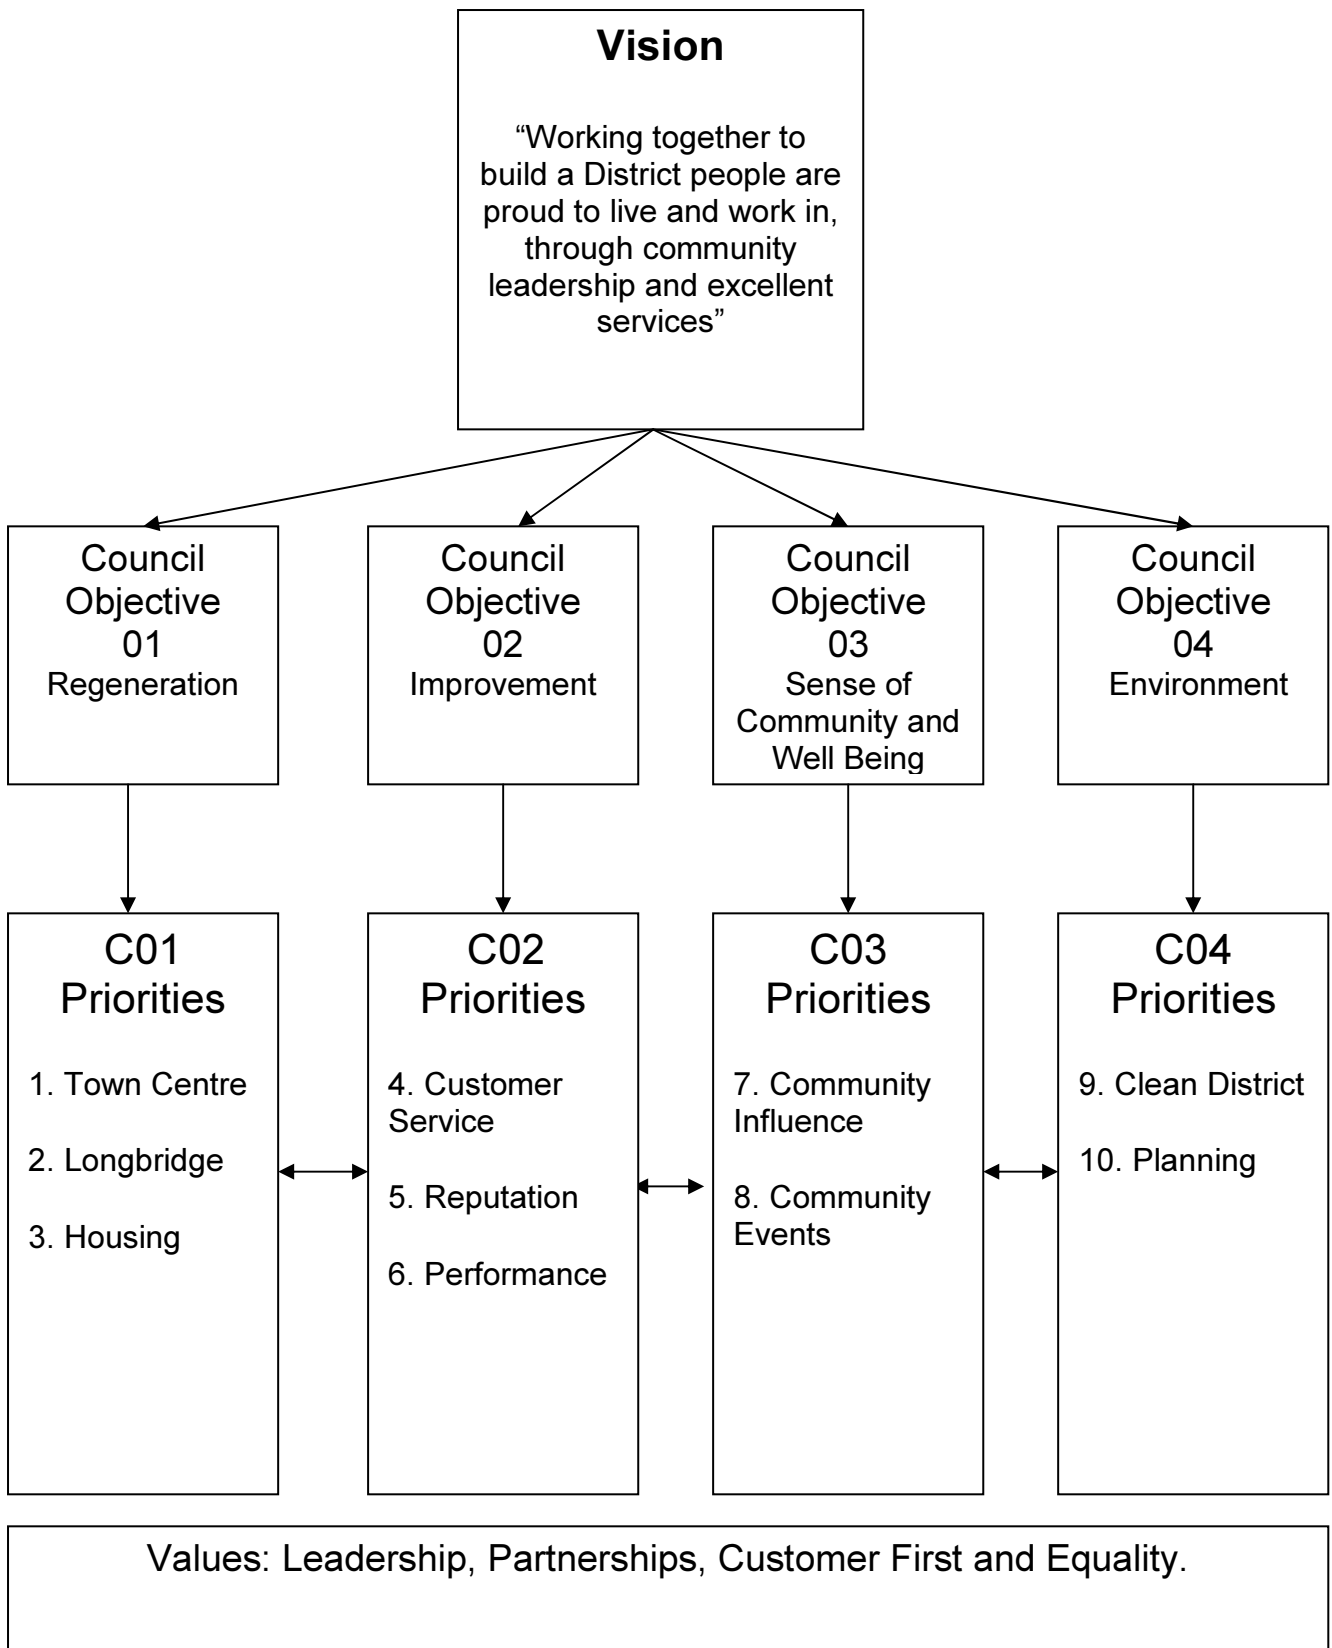 Vision
“Working together to
build a District people are
proud to live and work in,
through community
leadership and excellent
services”
Council
Objective
01
Regeneration
Council
Objective
02
Improvement
Council
Objective
03
Sense of
Community and
Well Being
Council
Objective
04
Environment
C01
Priorities
1. Town Centre
2. Longbridge
3. Housing
C02
Priorities
4. Customer
Service
5. Reputation
6. Performance
C03
Priorities
7. Community
Influence
8. Community
Events
C04
Priorities
9. Clean District
10. Planning
Values: Leadership, Partnerships, Customer First and Equality.